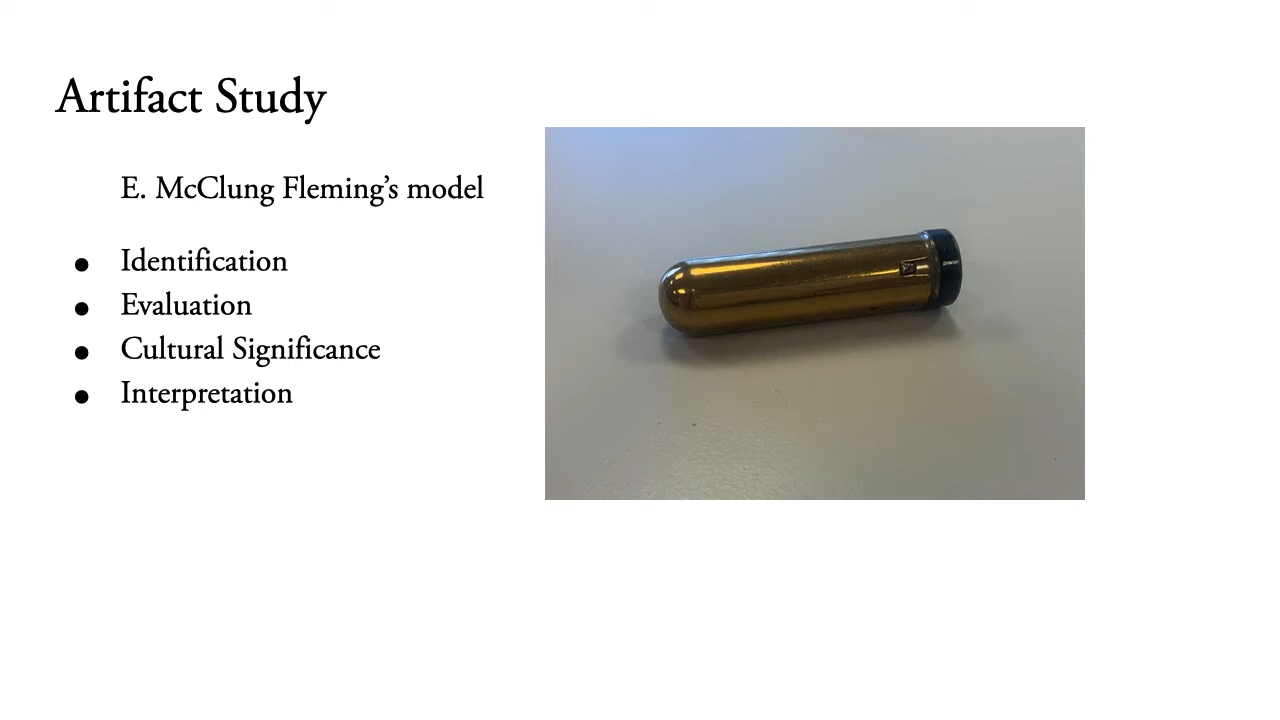 Artifact Study
E. McClung Fleming’s model
● Identification
● Evaluation
● Cultural Significance
● Interpretation